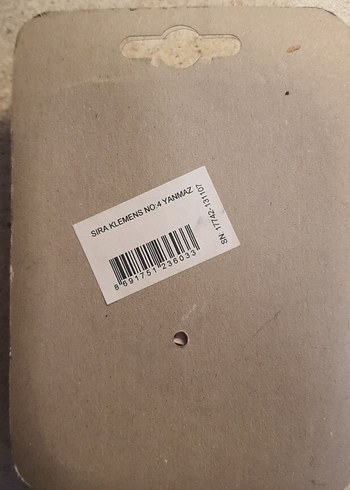 SIRA KLEMENS NO:4 YANMAZ
8 691751 236033
SN 17742-131107